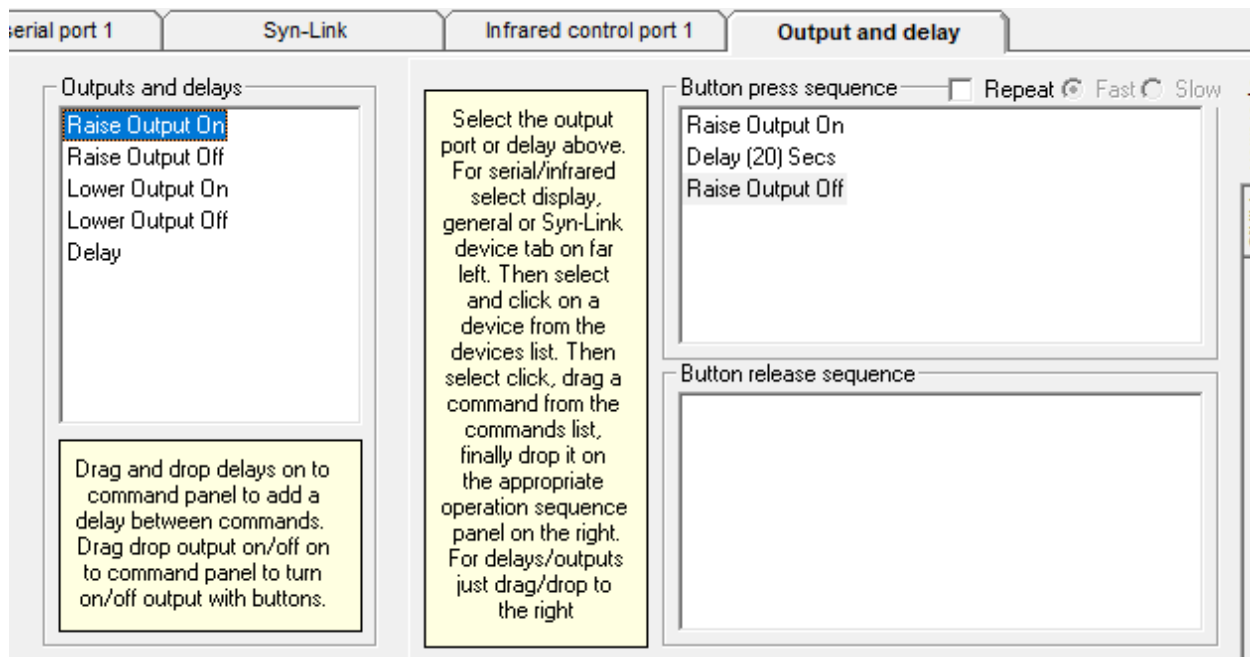 serial port 1
Syn-Link
Infrared control port 1
Output and delay
Outputs and delays
Raise Output On
Raise Output Off
Lower Output On
Lower Output Off
Delay
Drag and drop delays on to
command panel to add a
delay between commands.
Drag drop output on/off on
to command panel to turn
on/off output with buttons.
Select the output
port or delay above.
For serial/infrared
select display,
general or Syn-Link
device tab on far
left. Then select
and click on a
device from the
devices list. Then
select click, drag a
command from the
commands list,
finally drop it on
the appropriate
operation sequence
panel on the right.
For delays/outputs
just drag/drop to
the right
Button press sequence Repeat Fast Slow
Raise Output On
Delay (20) Secs
Raise Output Off
Button release sequence